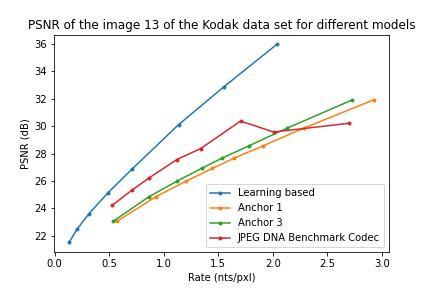 PSNR of the image 13 of the Kodak data set for different models
36
34
32
30
28
26
24
22
PSNR (dB)
Learning based
Anchor 1
Anchor 3
JPEG DNA Benchmark Codec
0.0 0.5 1.0 1.5 2.0 2.5 3.0
Rate (nts/pxl)